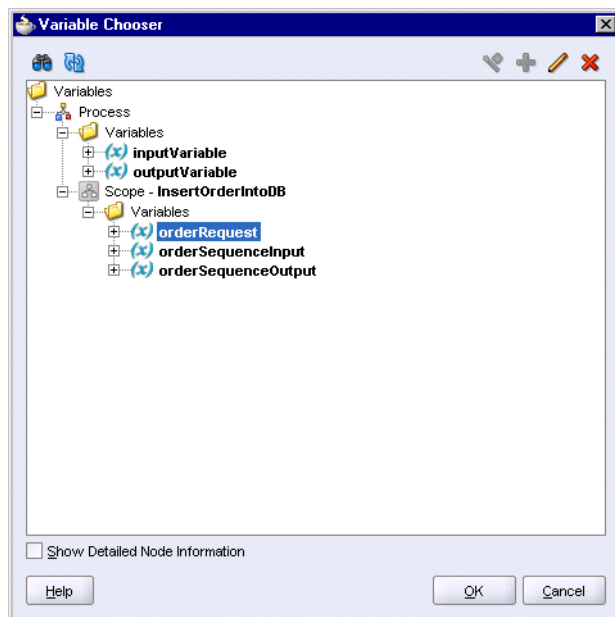 Variable Chooser
Variables
Process
Variables
(x) inputVariable
(x) outputVariable
Scope - InsertOrderIntoDB
Variables
(x) orderRequest
(x) orderSequenceInput
(x) orderSequenceOutput
Show Detailed Node Information
Help OK Cancel